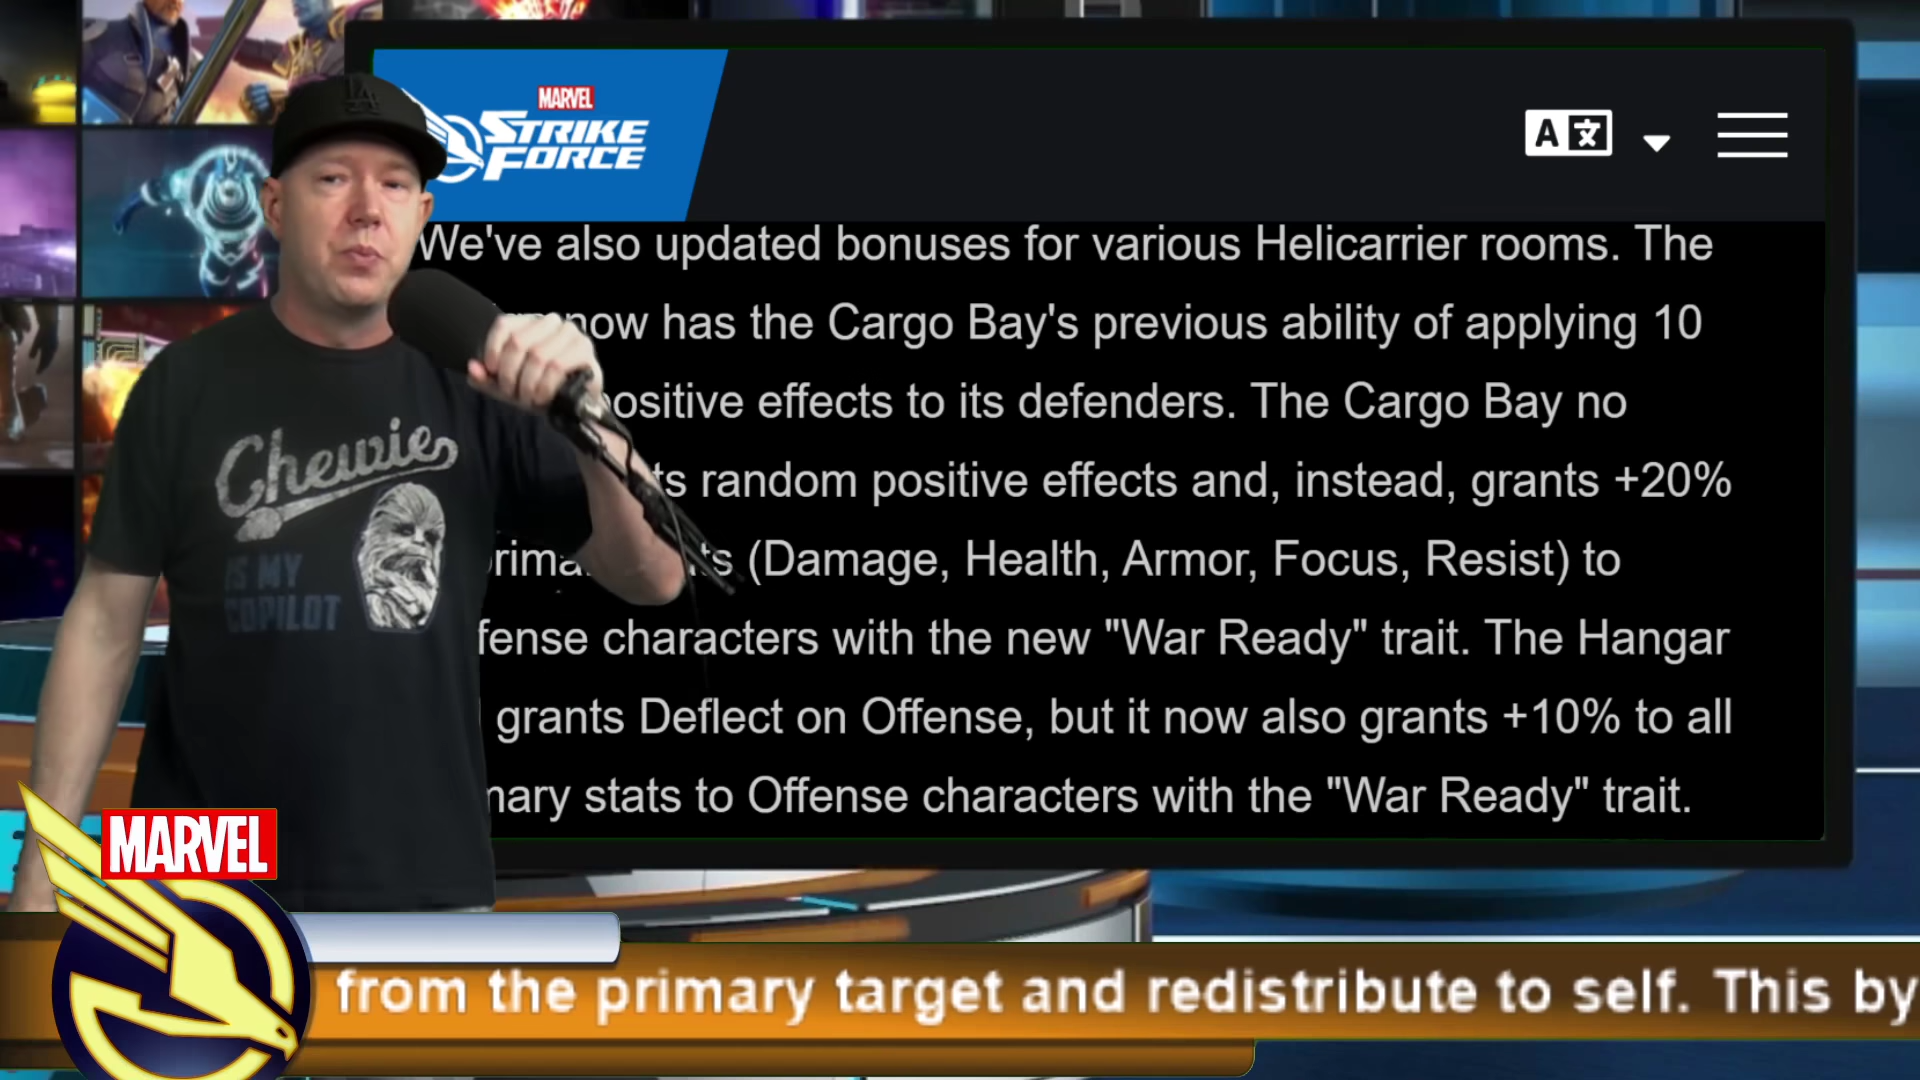 LA
MARVEL
STRIKE
FORCE
A 文
We've also updated bonuses for various Helicarrier rooms. The
now has the Cargo Bay's previous ability of applying 10
positive effects to its defenders. The Cargo Bay no
random positive effects and, instead, grants +20%
(Damage, Health, Armor, Focus, Resist) to
characters with the new "War Ready" trait. The Hangar
grants Deflect on Offense, but it now also grants +10% to all
stats to Offense characters with the "War Ready" trait.
Chewie
IS MY
COPILOT
MARVEL
from the primary target and redistribute to self. This by